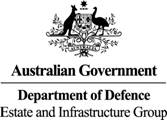 Australian Government
Department of Defence
Estate and Infrastructure Group